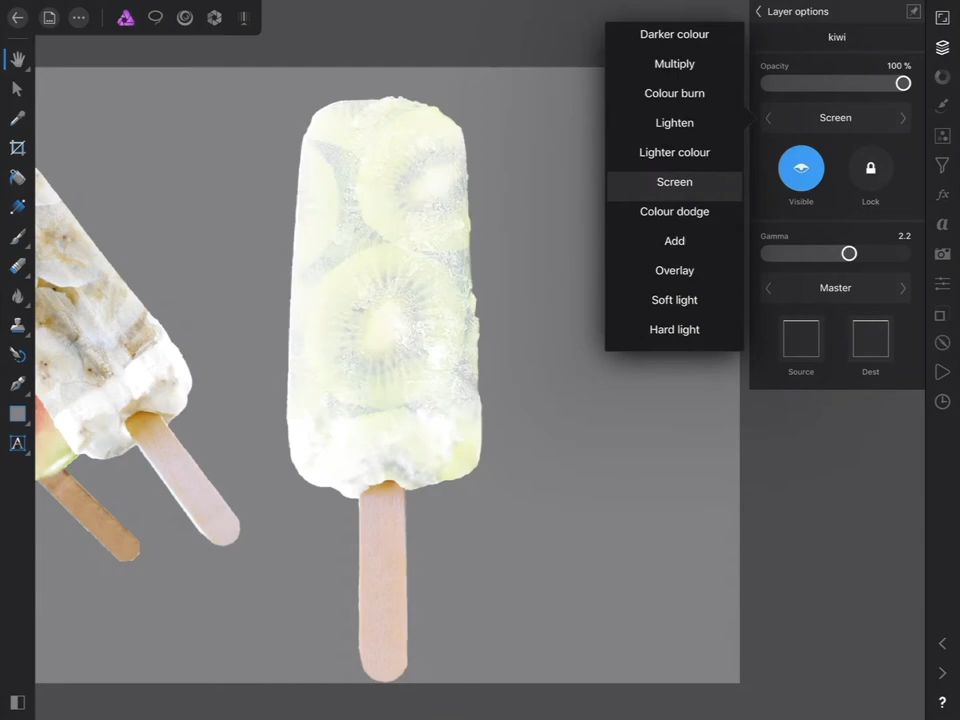 Layer options
kiwi
Opacity 100 %
Screen
Visible Lock
Gamma 2.2
Master
Source Dest
Darker colour
Multiply
Colour burn
Lighten
Lighter colour
Screen
Colour dodge
Add
Overlay
Soft light
Hard light